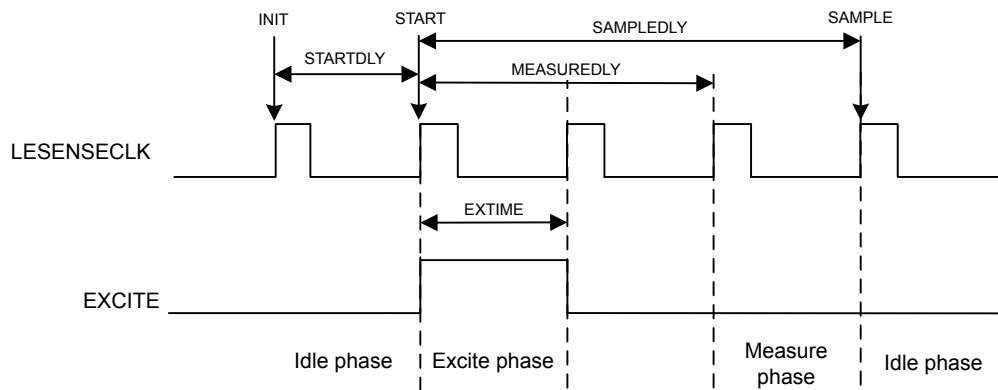 INIT
START
SAMPLE
SAMPLEDLY
STARTDLY
MEASUREDLY
LESENSECLK
EXTIME
EXCITE
Idle phase
Excite phase
Measure
phase
Idle phase